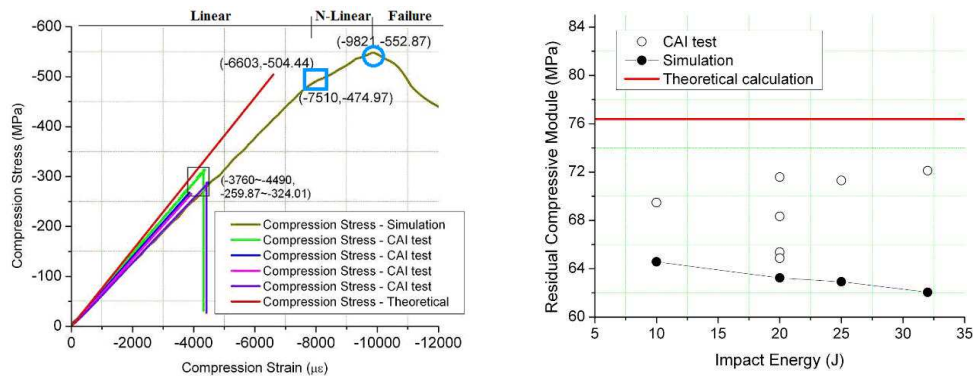 Linear
N-Linear
Failure
(-9821,-552.87)
(-6603,-504.44)
(-7510,-474.97)
(-3760~-4490,
-259.87~-324.01)
Compression Stress (MPa)
-600
-500
-400
-300
-200
-100
0
Compression Stress - Simulation
Compression Stress - CAI test
Compression Stress - CAI test
Compression Stress - CAI test
Compression Stress - CAI test
Compression Stress - Theoretical
0
-2000
-4000
-6000
-8000
-10000
-12000
Compression Strain (με)
Residual Compressive Module (MPa)
84
80
76
72
68
64
60
CAI test
Simulation
Theoretical calculation
5
10
15
20
25
30
35
Impact Energy (J)